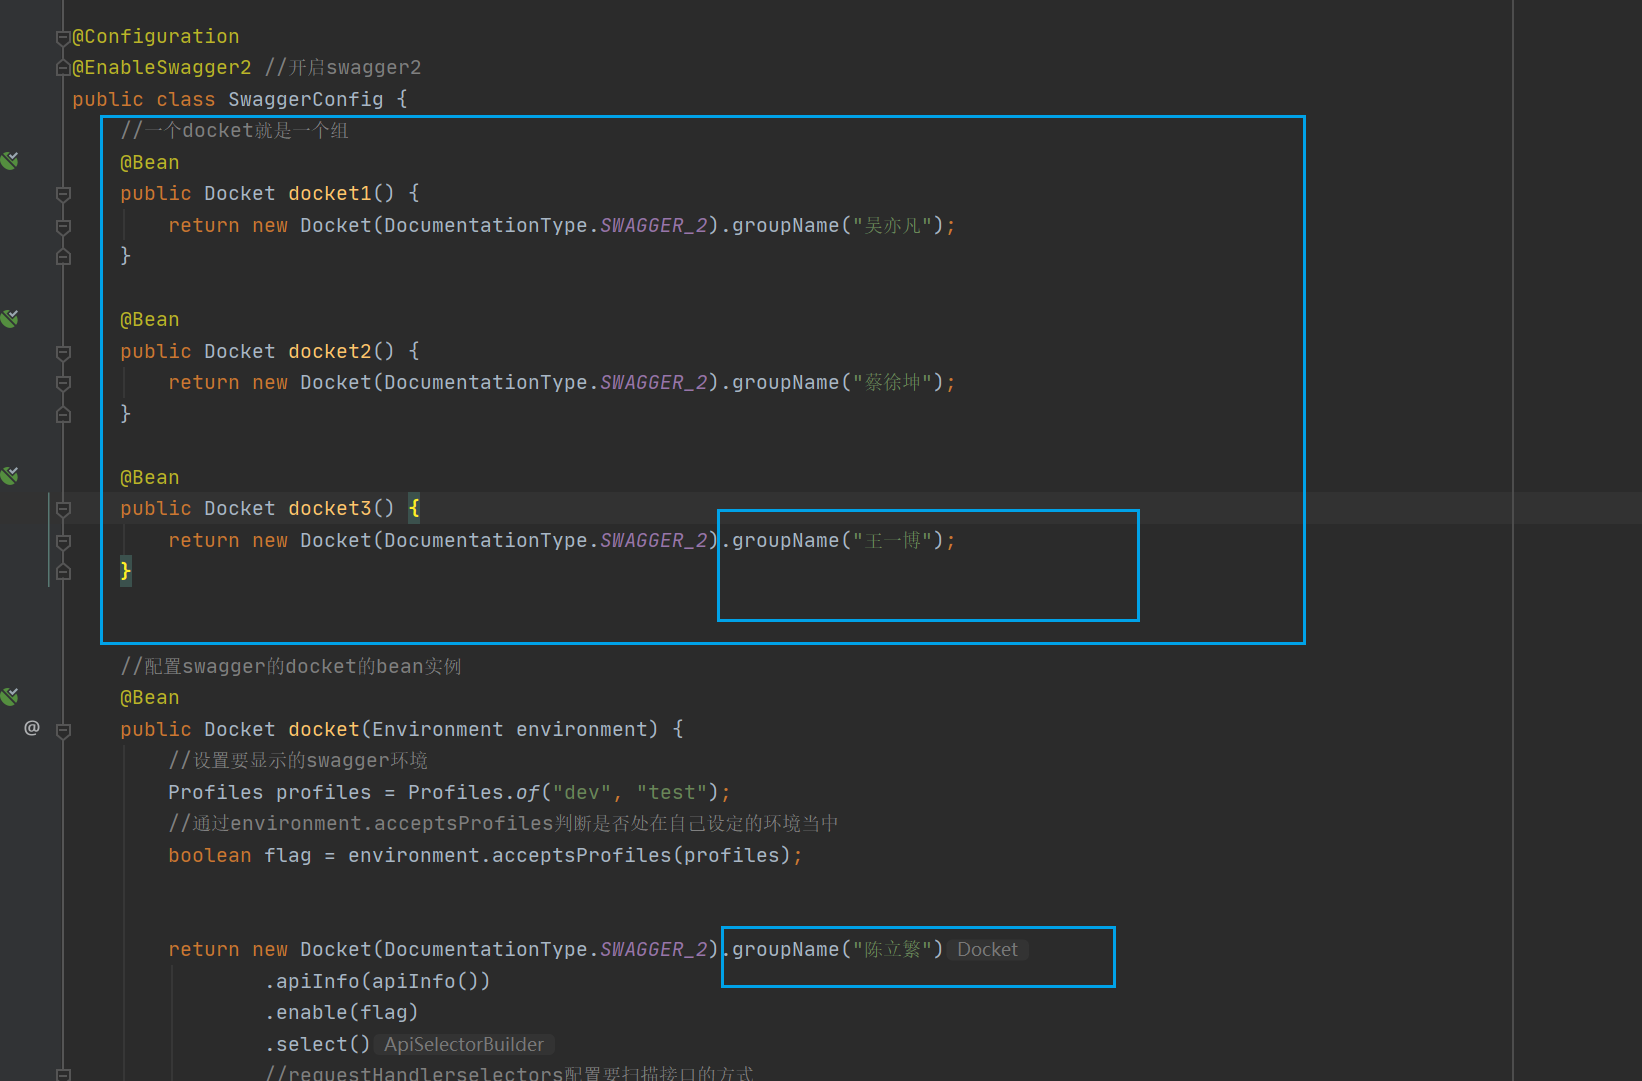 @Configuration
@EnableSwagger2 //开启swagger2
public class SwaggerConfig {
//一个docket就是一个组
@Bean
public Docket docket1() {
return new Docket(DocumentationType.SWAGGER_2).groupName("吴亦凡");
}
@Bean
public Docket docket2() {
return new Docket(DocumentationType.SWAGGER_2).groupName("蔡徐坤");
}
@Bean
public Docket docket3() {
return new Docket(DocumentationType.SWAGGER_2).groupName("王一博");
}
//配置swagger的docket的bean实例
@Bean
@ public Docket docket(Environment environment) {
//设置要显示的swagger环境
Profiles profiles = Profiles.of("dev", "test");
//通过environment.acceptsProfiles判断是否处在自己设定的环境当中
boolean flag = environment.acceptsProfiles(profiles);
return new Docket(DocumentationType.SWAGGER_2).groupName("陈立繁") Docket
.apiInfo(apiInfo())
.enable(flag)
.select() ApiSelectorBuilder
//requestHandlerselectors配置要扫描接口的方式